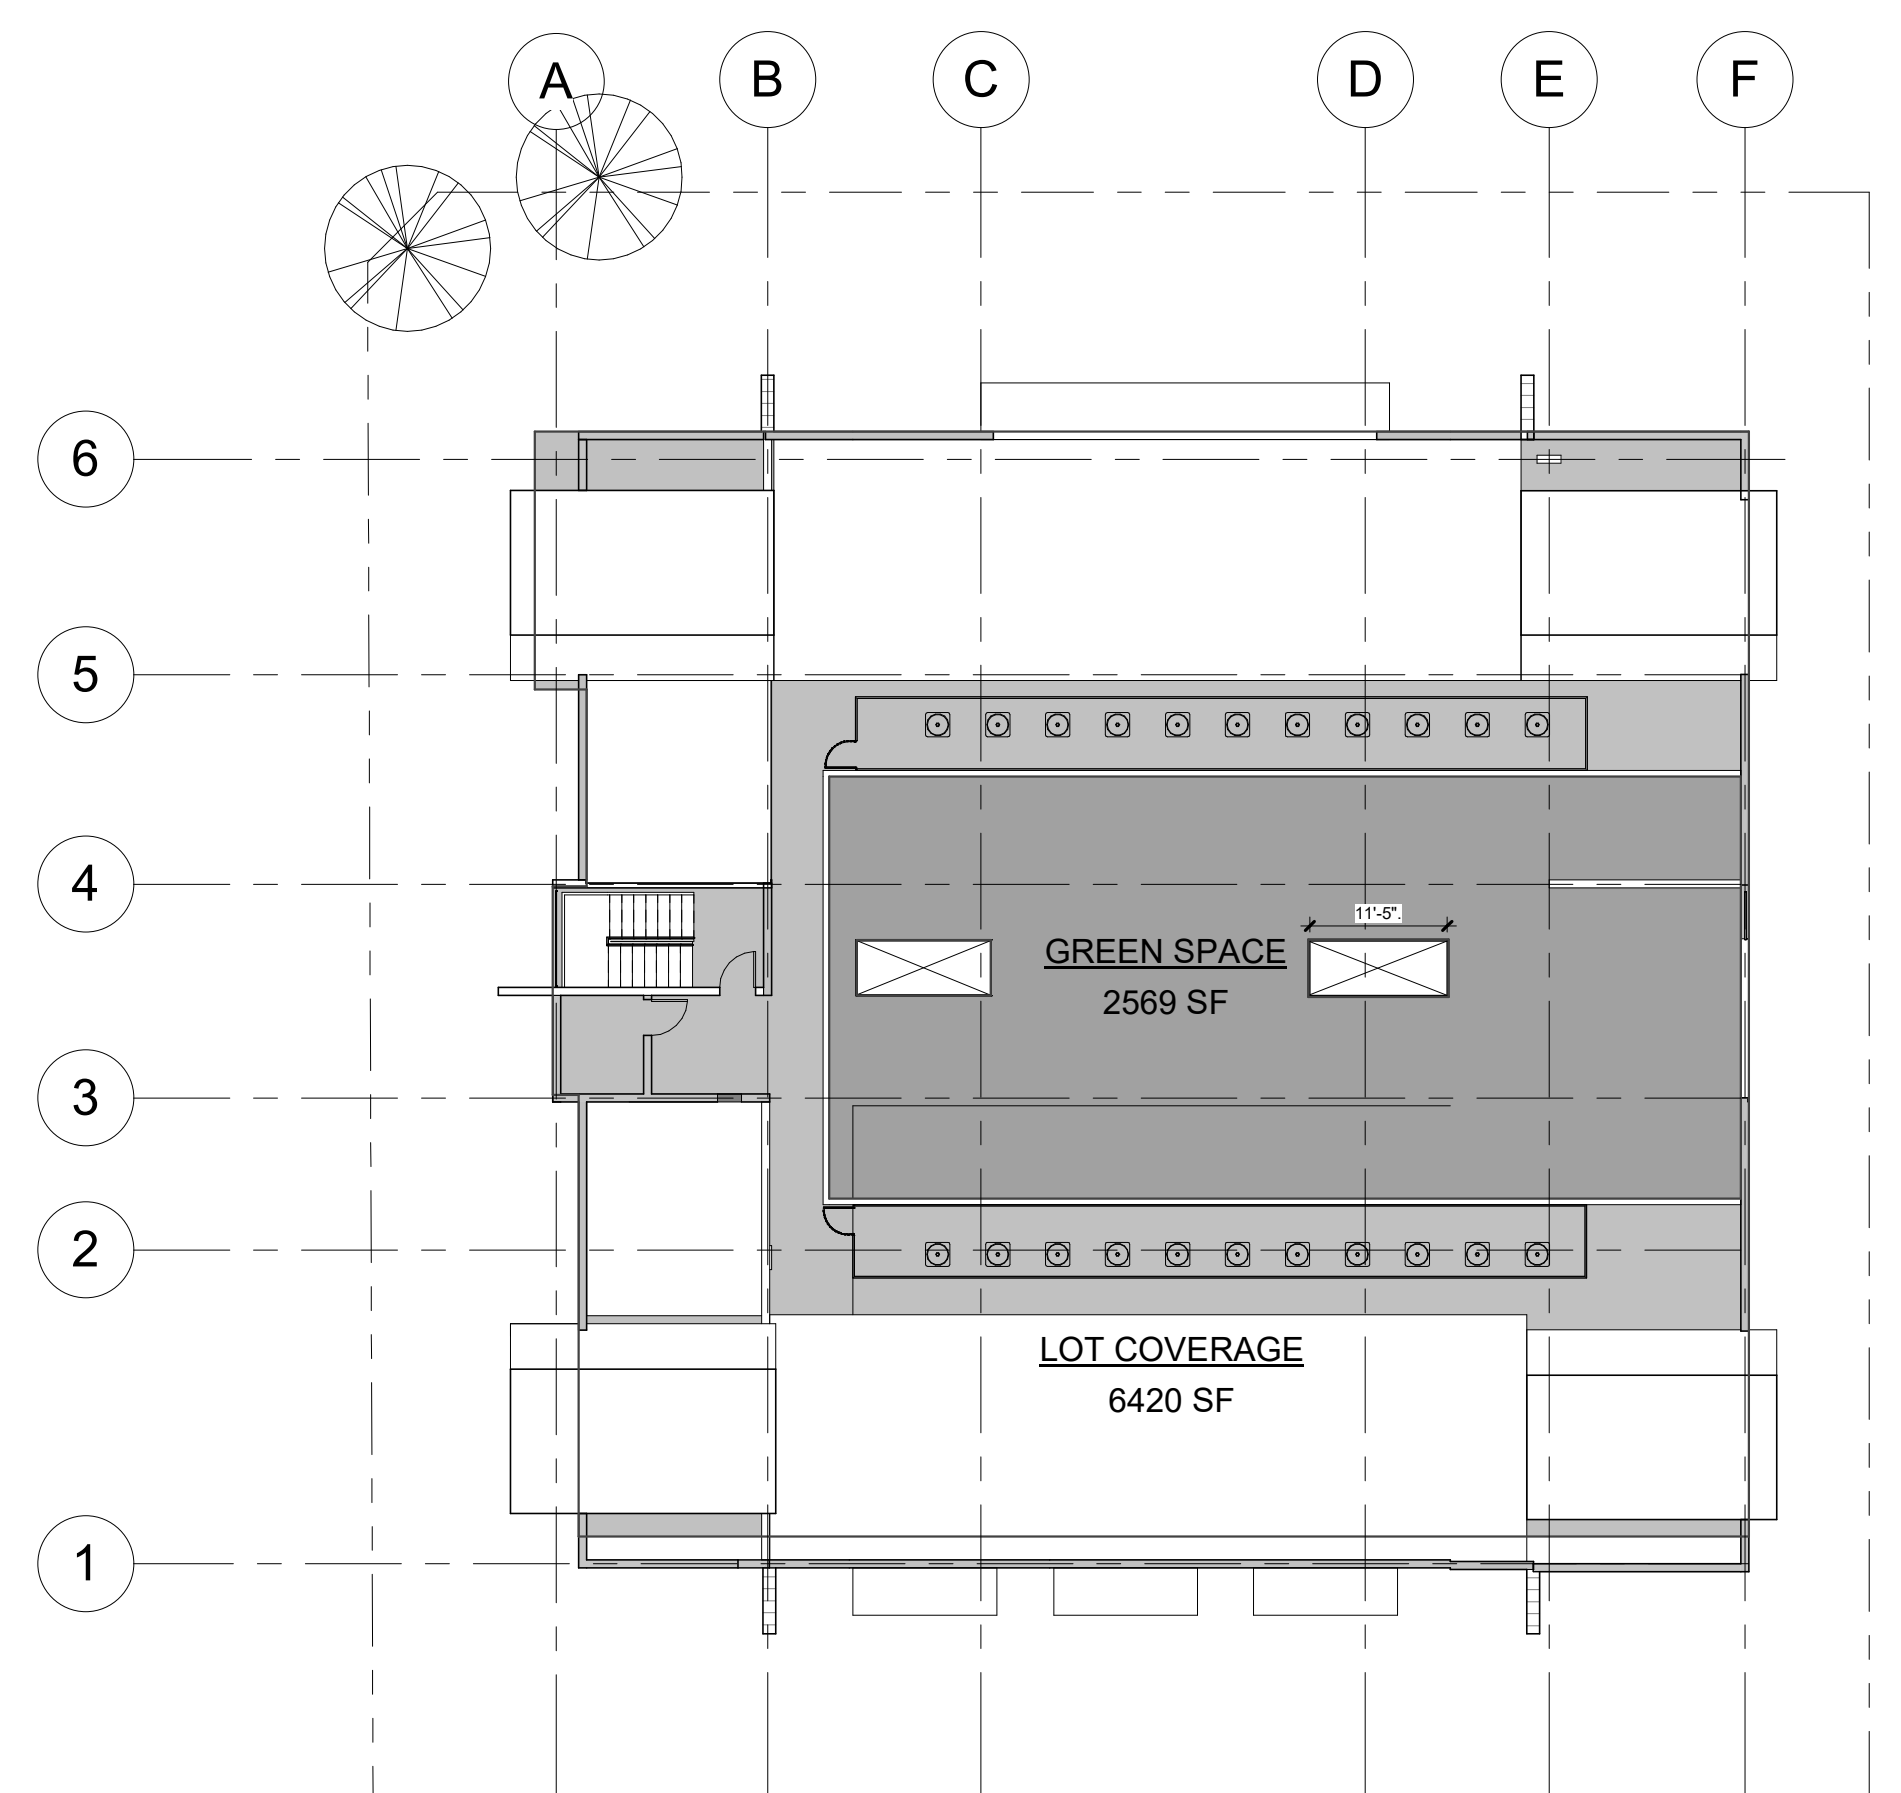 A B C D E F
6
5
4
11'-5".
GREEN SPACE
2569 SF
3
2
LOT COVERAGE
6420 SF
1